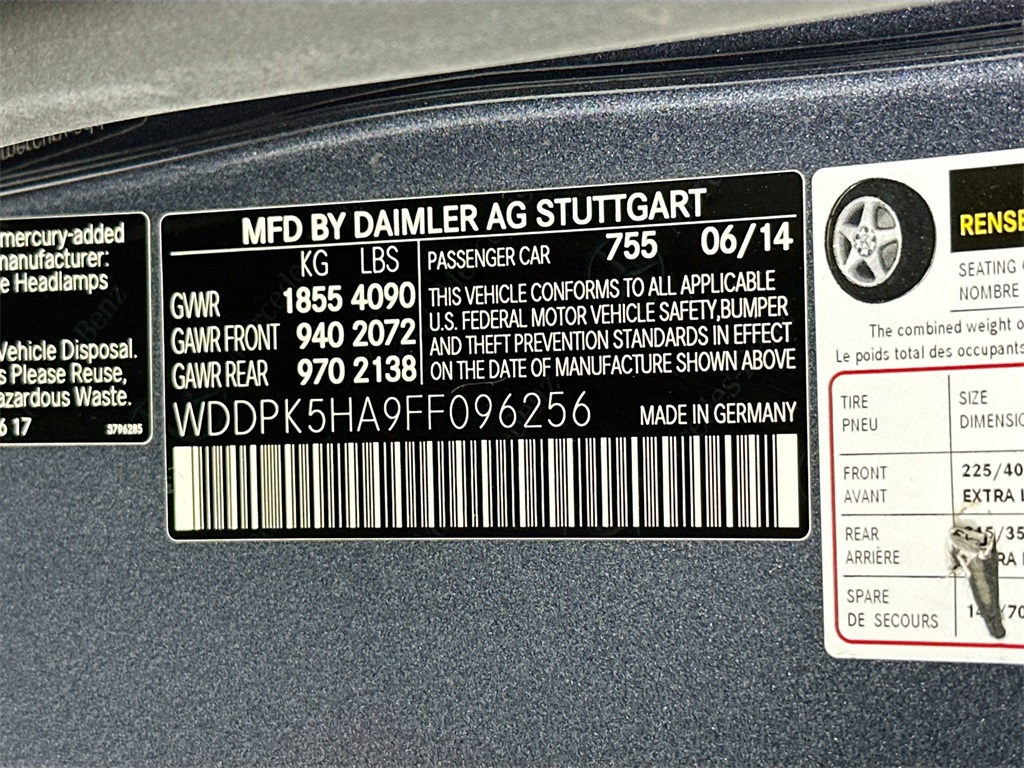 mercury-added
manufacturer:
e Headlamps
Vehicle Disposal.
s Please Reuse,
azardous Waste.
6 17
3796285
MFD BY DAIMLER AG STUTTGART
KG LBS
GVWR 1855 4090
GAWR FRONT 940 2072
GAWR REAR 970 2138
PASSENGER CAR 755 06/14
THIS VEHICLE CONFORMS TO ALL APPLICABLE
U.S. FEDERAL MOTOR VEHICLE SAFETY,BUMPER
AND THEFT PREVENTION STANDARDS IN EFFECT
ON THE DATE OF MANUFACTURE SHOWN ABOVE
WDDPK5HA9FF096256 MADE IN GERMANY
RENSE
SEATING
NOMBRE
The combined weight o
Le poids total des occupants
TIRE SIZE
PNEU DIMENSIO
FRONT 225/40
AVANT EXTRA
REAR /35
ARRIÈRE
SPARE
DE SECOURS